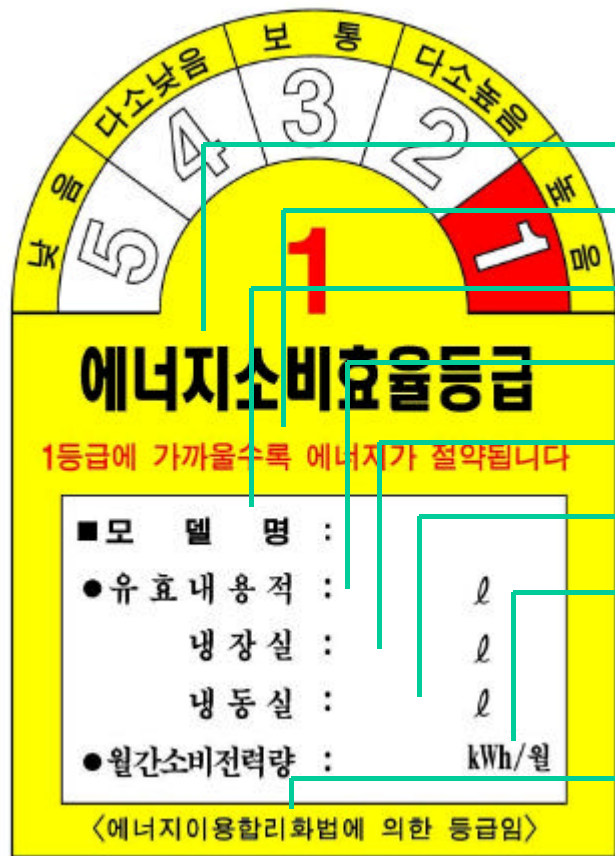 낮음 다소낮음 보통 다소높음 높음
5 4 3 2 1
1
에너지소비효율등급
1등급에 가까울수록 에너지가 절약됩니다
■모 델 명 :
●유효내용적 : ℓ
냉장실 : ℓ
냉동실 : ℓ
●월간소비전력량 : kWh/월
〈에너지이용합리화법에 의한 등급임〉